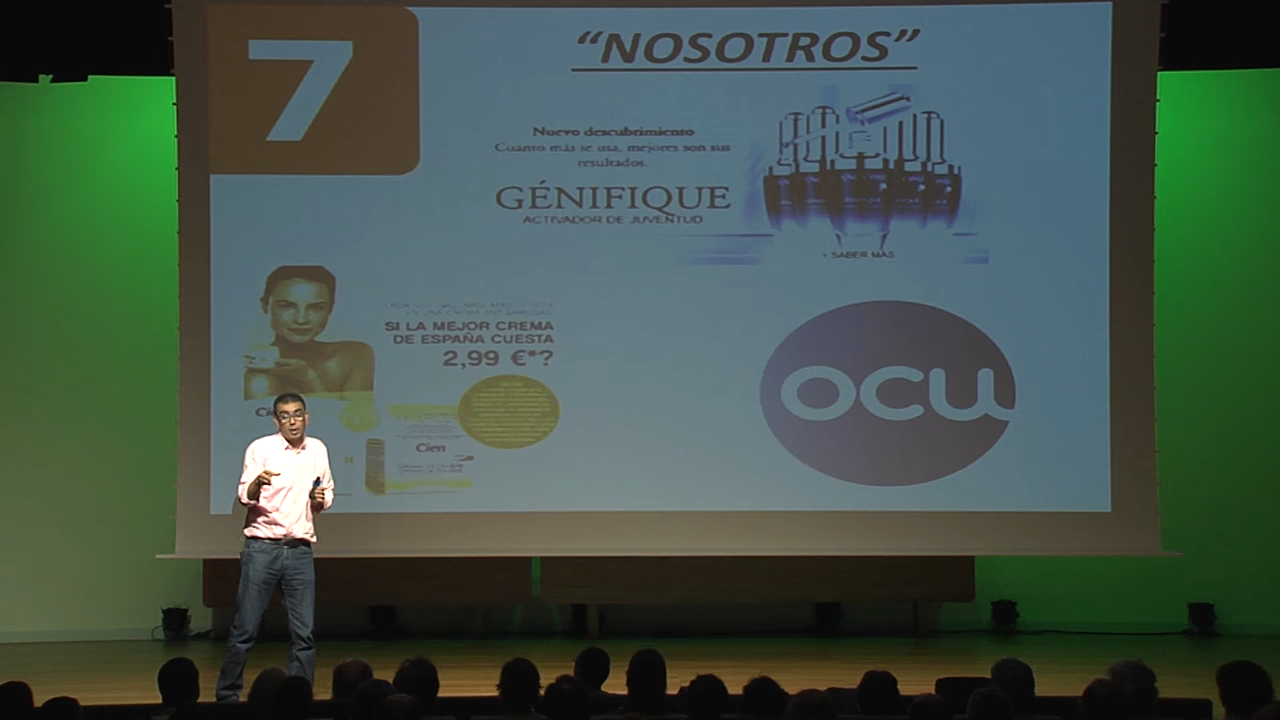 7
“NOSOTROS”
Nuevo descubrimiento
Cuanto más se usa, mejores son sus
resultados.
GÉNIFIQUE
ACTIVADOR DE JUVENTUD
+ SABER MÁS
SI LA MEJOR CREMA
DE ESPAÑA CUESTA
2,99 €*?
Cien
ocu